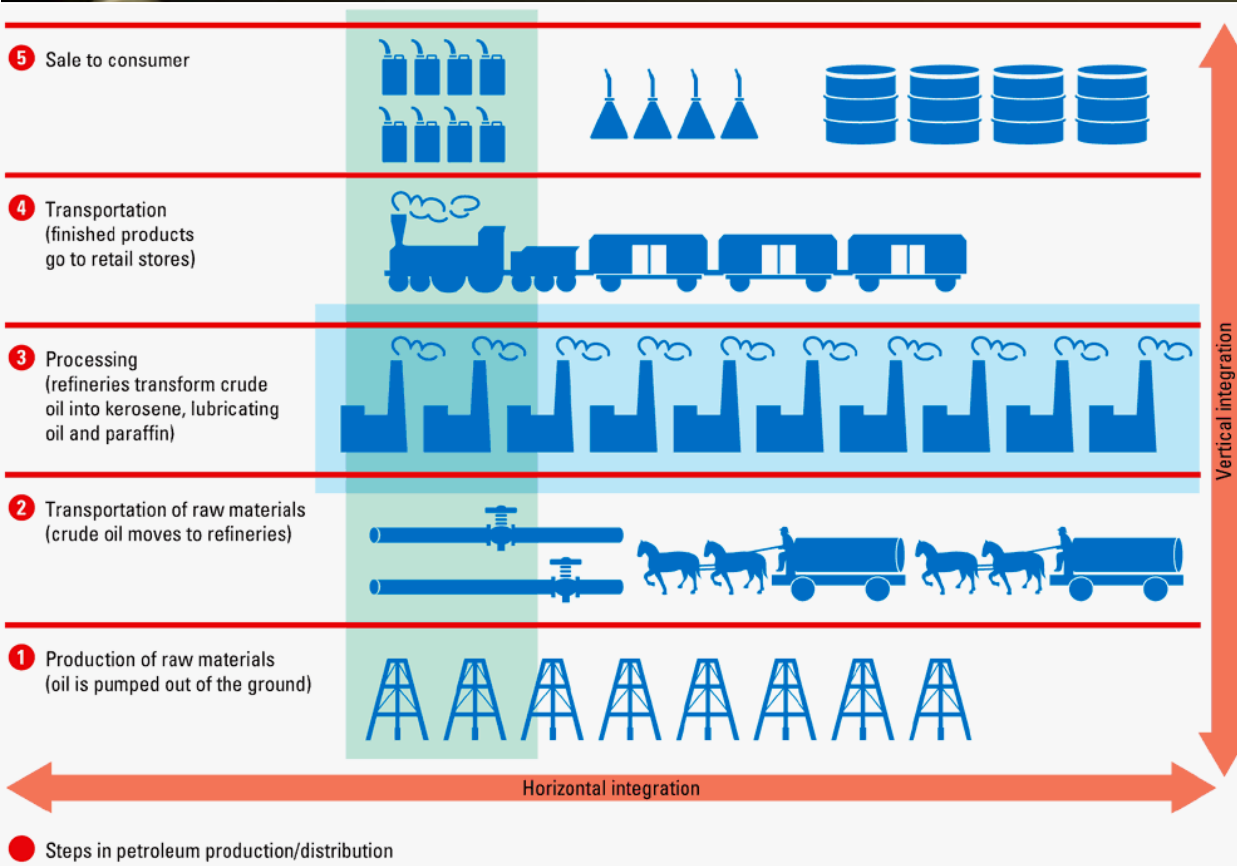 5 Sale to consumer
4 Transportation
(finished products
go to retail stores)
3 Processing
(refineries transform crude
oil into kerosene, lubricating
oil and paraffin)
2 Transportation of raw materials
(crude oil moves to refineries)
1 Production of raw materials
(oil is pumped out of the ground)
Vertical integration
Horizontal integration
Steps in petroleum production/distribution